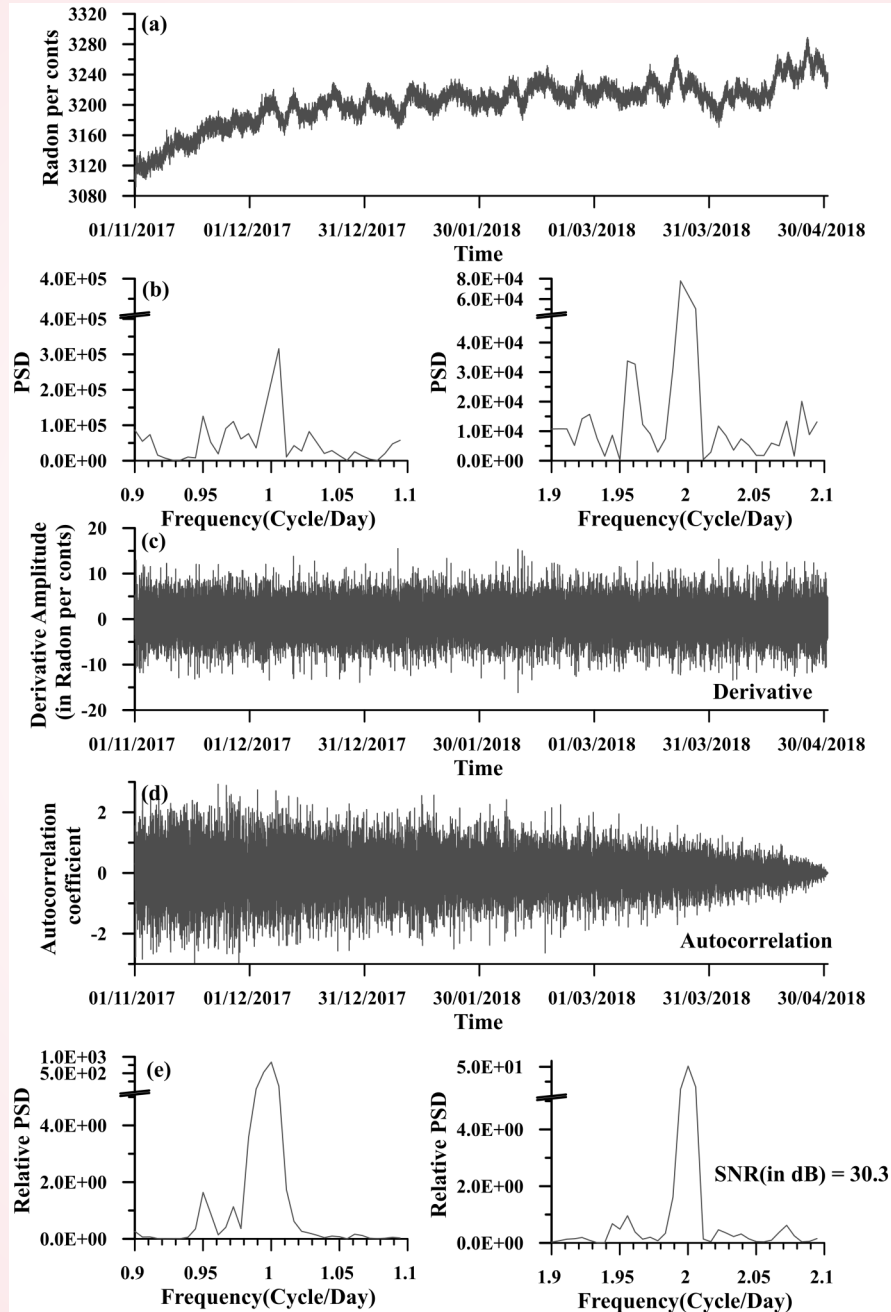 (a)
Radon per conts
3320
3280
3240
3200
3160
3120
3080
01/11/2017 01/12/2017 31/12/2017 30/01/2018 01/03/2018 31/03/2018 30/04/2018
Time
(b)
PSD
4.0E+05
4.0E+05
3.0E+05
2.0E+05
1.0E+05
0.0E+00
0.9 0.95 1 1.05 1.1
Frequency(Cycle/Day)
PSD
8.0E+04
6.0E+04
4.0E+04
3.0E+04
2.0E+04
1.0E+04
0.0E+00
1.9 1.95 2 2.05 2.1
Frequency(Cycle/Day)
(c)
Derivative Amplitude
(in Radon per conts)
20
10
0
-10
-20
Derivative
01/11/2017 01/12/2017 31/12/2017 30/01/2018 01/03/2018 31/03/2018 30/04/2018
Time
(d)
Autocorrelation
coefficient
2
0
-2
Autocorrelation
01/11/2017 01/12/2017 31/12/2017 30/01/2018 01/03/2018 31/03/2018 30/04/2018
Time
(e)
Relative PSD
1.0E+03
5.0E+02
4.0E+00
2.0E+00
0.0E+00
0.9 0.95 1 1.05 1.1
Frequency(Cycle/Day)
Relative PSD
5.0E+01
4.0E+00
2.0E+00
0.0E+00
SNR(in dB) = 30.3
1.9 1.95 2 2.05 2.1
Frequency(Cycle/Day)